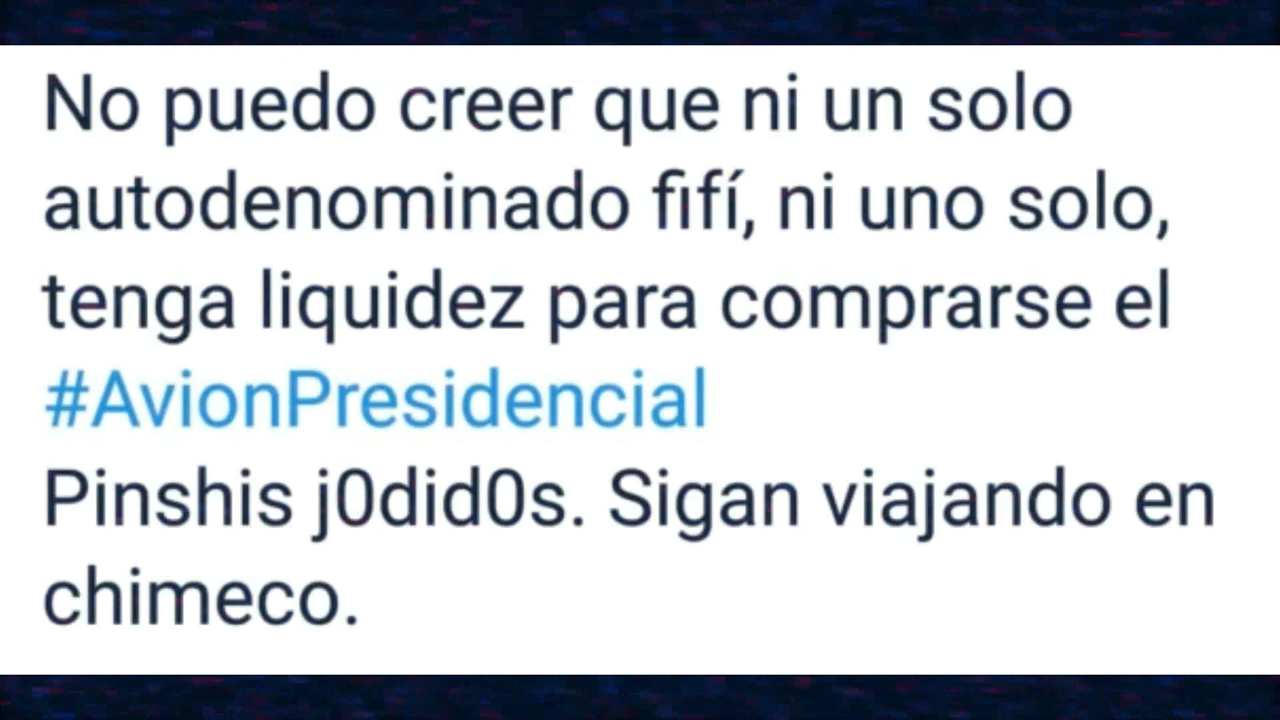 No puedo creer que ni un solo
autodenominado fifí, ni uno solo,
tenga liquidez para comprarse el
#AvionPresidencial
Pinshis j0did0s. Sigan viajando en
chimeco.